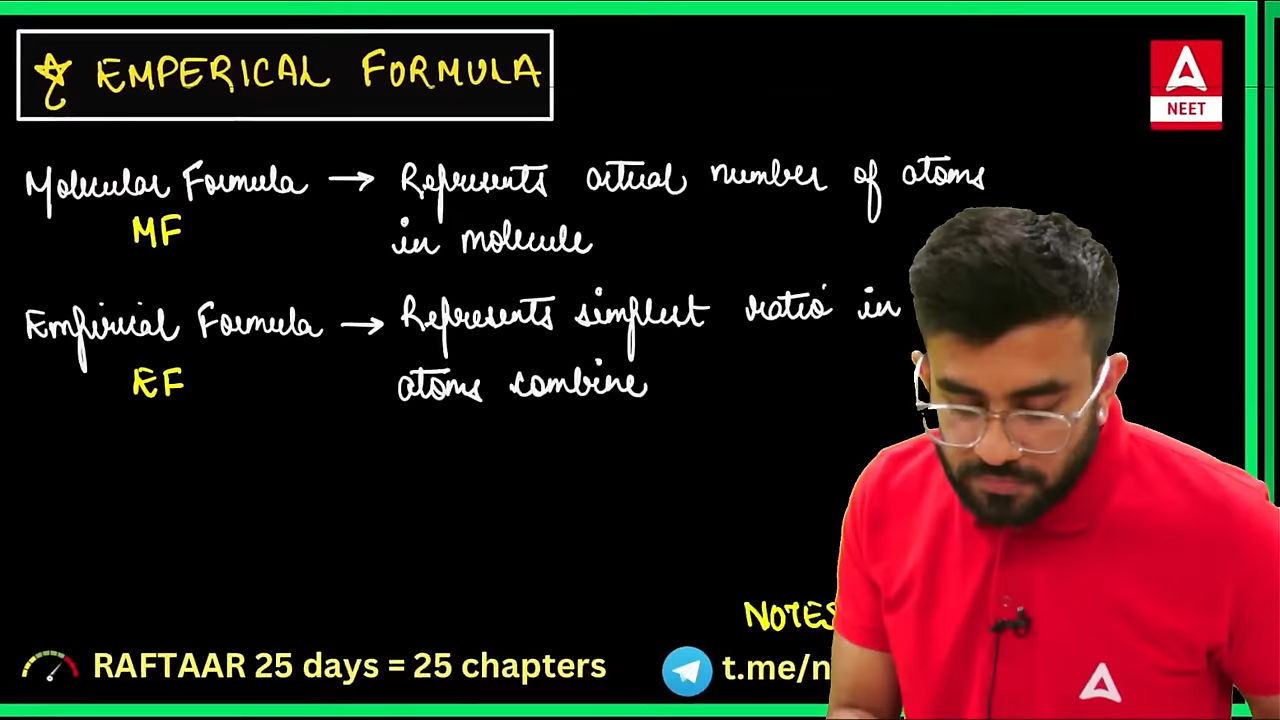 EMPERICAL FORMULA
NEET
Molecular Formula → Represents actual number of atoms
MF
in molecule
Empirical Formula → Represents simplest ratio in
EF
atoms combine
NOTES
RAFTAAR 25 days = 25 chapters
t.me/n